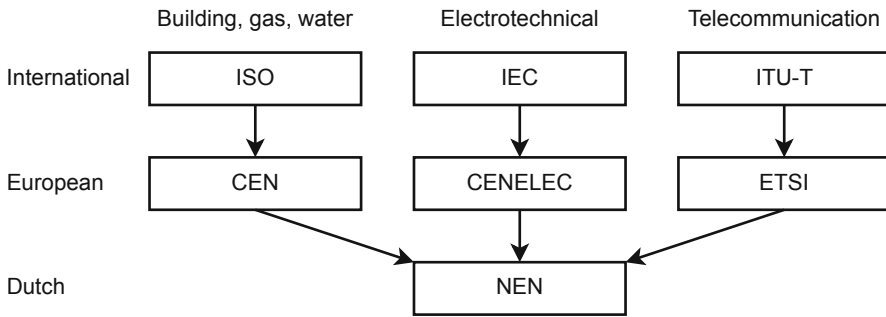 Building, gas, water Electrotechnical Telecommunication
International ISO IEC ITU-T
European CEN CENELEC ETSI
Dutch NEN